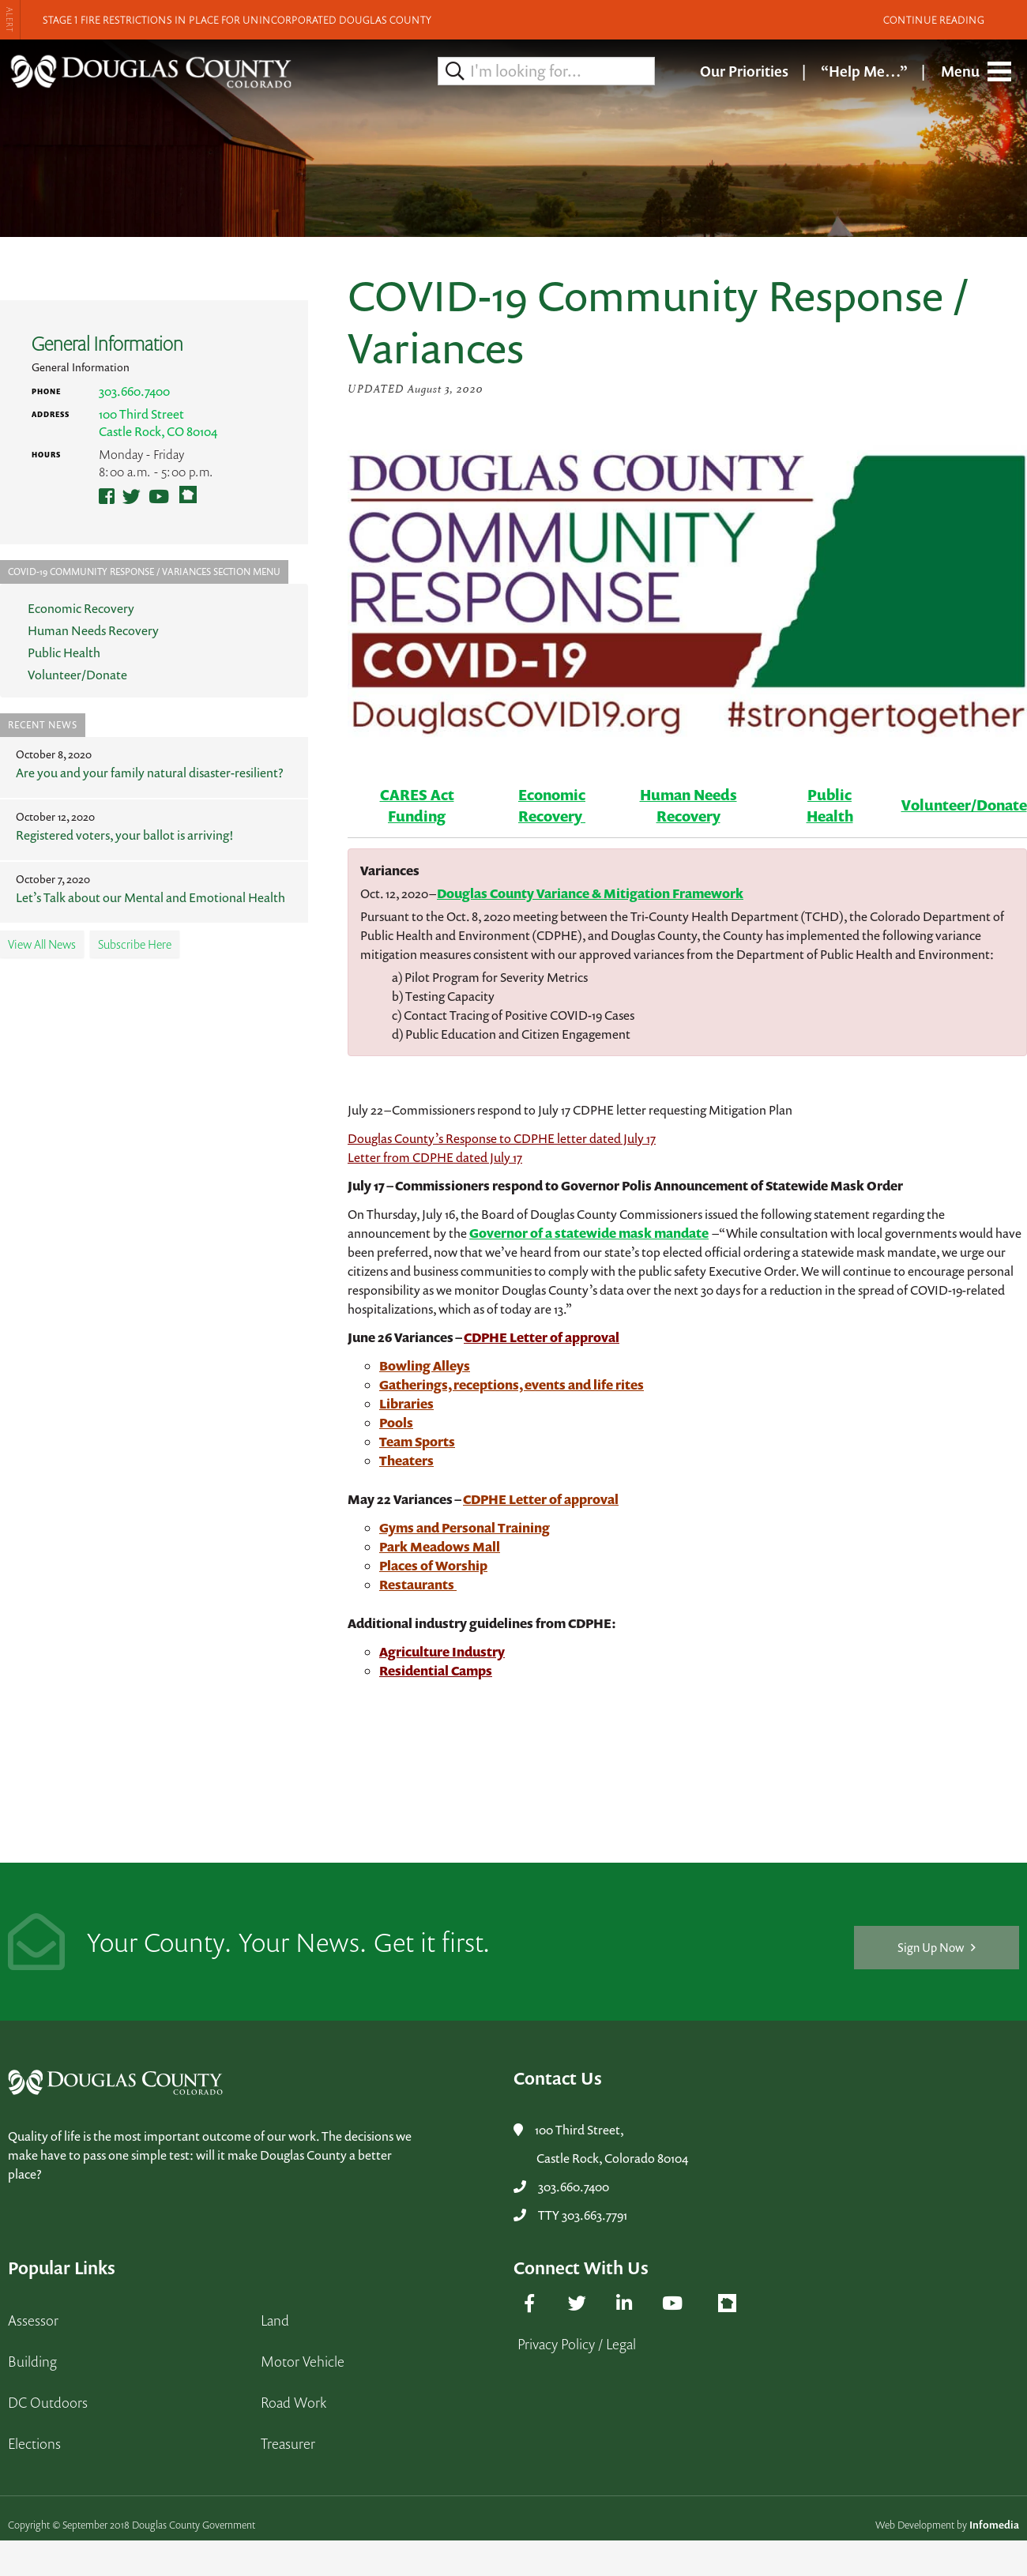 ALERT
STAGE 1 FIRE RESTRICTIONS IN PLACE FOR UNINCORPORATED DOUGLAS COUNTY
CONTINUE READING
DOUGLAS COUNTY
COLORADO
I'm looking for...
Our Priorities | “Help Me…” | Menu
COVID-19 Community Response /
Variances
UPDATED August 3, 2020
General Information
General Information
PHONE 303.660.7400
ADDRESS 100 Third Street
Castle Rock, CO 80104
HOURS Monday - Friday
8:00 a.m. - 5:00 p.m.
COVID-19 COMMUNITY RESPONSE / VARIANCES SECTION MENU
Economic Recovery
Human Needs Recovery
Public Health
Volunteer/Donate
RECENT NEWS
October 8, 2020
Are you and your family natural disaster-resilient?
October 12, 2020
Registered voters, your ballot is arriving!
October 7, 2020
Let’s Talk about our Mental and Emotional Health
View All News
Subscribe Here
DOUGLAS COUNTY
COMMUNITY
RESPONSE
COVID-19
DouglasCOVID19.org #strongertogether
CARES Act
Funding
Economic
Recovery
Human Needs
Recovery
Public
Health
Volunteer/Donate
Variances
Oct. 12, 2020 – Douglas County Variance & Mitigation Framework
Pursuant to the Oct. 8, 2020 meeting between the Tri-County Health Department (TCHD), the Colorado Department of
Public Health and Environment (CDPHE), and Douglas County, the County has implemented the following variance
mitigation measures consistent with our approved variances from the Department of Public Health and Environment:
a) Pilot Program for Severity Metrics
b) Testing Capacity
c) Contact Tracing of Positive COVID-19 Cases
d) Public Education and Citizen Engagement
July 22 – Commissioners respond to July 17 CDPHE letter requesting Mitigation Plan
Douglas County’s Response to CDPHE letter dated July 17
Letter from CDPHE dated July 17
July 17 – Commissioners respond to Governor Polis Announcement of Statewide Mask Order
On Thursday, July 16, the Board of Douglas County Commissioners issued the following statement regarding the
announcement by the Governor of a statewide mask mandate –“While consultation with local governments would have
been preferred, now that we’ve heard from our state’s top elected official ordering a statewide mask mandate, we urge our
citizens and business communities to comply with the public safety Executive Order. We will continue to encourage personal
responsibility as we monitor Douglas County’s data over the next 30 days for a reduction in the spread of COVID-19-related
hospitalizations, which as of today are 13.”
June 26 Variances – CDPHE Letter of approval
Bowling Alleys
Gatherings, receptions, events and life rites
Libraries
Pools
Team Sports
Theaters
May 22 Variances – CDPHE Letter of approval
Gyms and Personal Training
Park Meadows Mall
Places of Worship
Restaurants
Additional industry guidelines from CDPHE:
Agriculture Industry
Residential Camps
Your County. Your News. Get it first.
Sign Up Now >
DOUGLAS COUNTY
COLORADO
Quality of life is the most important outcome of our work. The decisions we
make have to pass one simple test: will it make Douglas County a better
place?
Contact Us
100 Third Street,
Castle Rock, Colorado 80104
303.660.7400
TTY 303.663.7791
Popular Links
Assessor
Building
DC Outdoors
Elections
Land
Motor Vehicle
Road Work
Treasurer
Connect With Us
Privacy Policy / Legal
Copyright © September 2018 Douglas County Government
Web Development by Infomedia